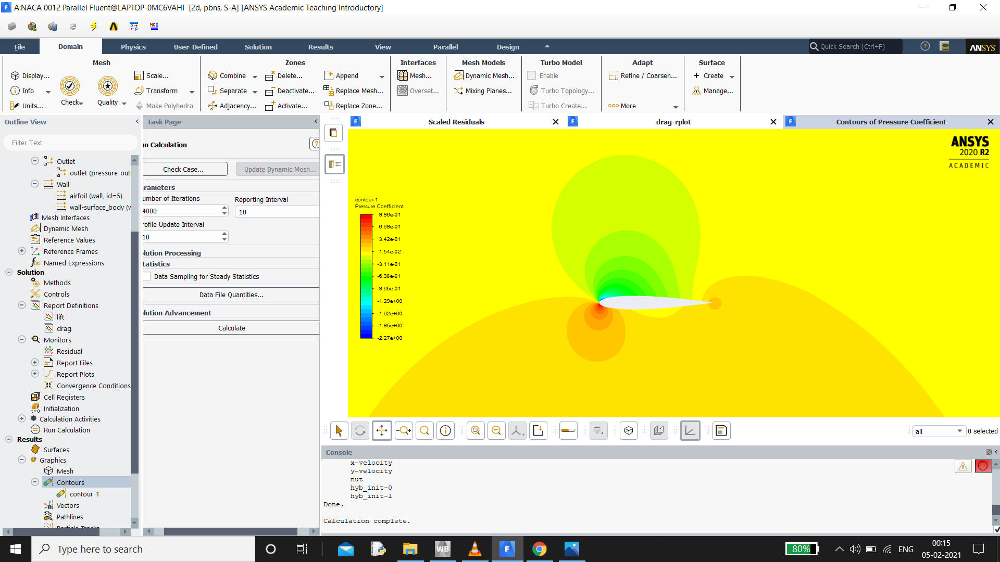 A:NACA 0012 Parallel Fluent@LAPTOP-0MC6VAHI [2d, pbns, S-A] [ANSYS Academic Teaching Introductory]
File Domain Physics User-Defined Solution Results View Parallel Design Quick Search (Ctrl+F) ANSYS
Mesh
Display...
Info
Units...
Check
Quality
Scale...
Transform
Make Polyhedra
Zones
Combine
Separate
Adjacency...
Delete...
Deactivate...
Activate...
Append
Replace Mesh...
Replace Zone...
Interfaces
Mesh...
Overset...
Mesh Models
Dynamic Mesh...
Mixing Planes...
Turbo Model
Enable
Turbo Topology...
Turbo Create...
Adapt
Refine / Coarsen...
More
Surface
Create
Manage...
Outline View
Filter Text
Outlet
outlet (pressure-out
Wall
airfoil (wall, id=5)
wall-surface_body (w
Mesh Interfaces
Dynamic Mesh
Reference Values
Reference Frames
Named Expressions
Solution
Methods
Controls
Report Definitions
lift
drag
Monitors
Residual
Report Files
Report Plots
Convergence Conditions
Cell Registers
Initialization
Calculation Activities
Run Calculation
Results
Surfaces
Graphics
Mesh
Contours
contour-1
Vectors
Pathlines
Particle Tracks
Task Page
un Calculation
Check Case...
Update Dynamic Mesh...
rameters
umber of Iterations
4000
Reporting Interval
10
rofile Update Interval
10
lution Processing
tatistics
Data Sampling for Steady Statistics
Data File Quantities...
lution Advancement
Calculate
Scaled Residuals
drag-rplot
Contours of Pressure Coefficient
ANSYS
2020 R2
ACADEMIC
contour-1
Pressure Coefficient
9.96e-01
6.69e-01
3.42e-01
1.54e-02
-3.11e-01
-6.38e-01
-9.65e-01
-1.29e+00
-1.62e+00
-1.95e+00
-2.27e+00
all
0 selected
Console
x-velocity
y-velocity
nut
hyb_init-0
hyb_init-1
Done.
Calculation complete.
Type here to search
WB
80%
ENG
00:15
05-02-2021